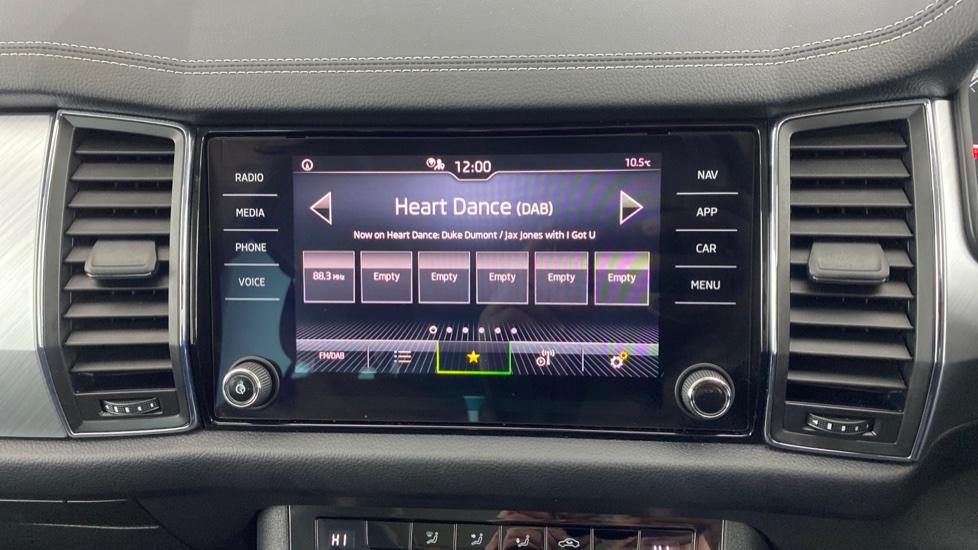 RADIO
MEDIA
PHONE
VOICE
12:00
10.5°C
Heart Dance (DAB)
Now on Heart Dance: Duke Dumont / Jax Jones with I Got U
88.3 MHz Empty Empty Empty Empty Empty
FM/DAB
NAV
APP
CAR
MENU
HI